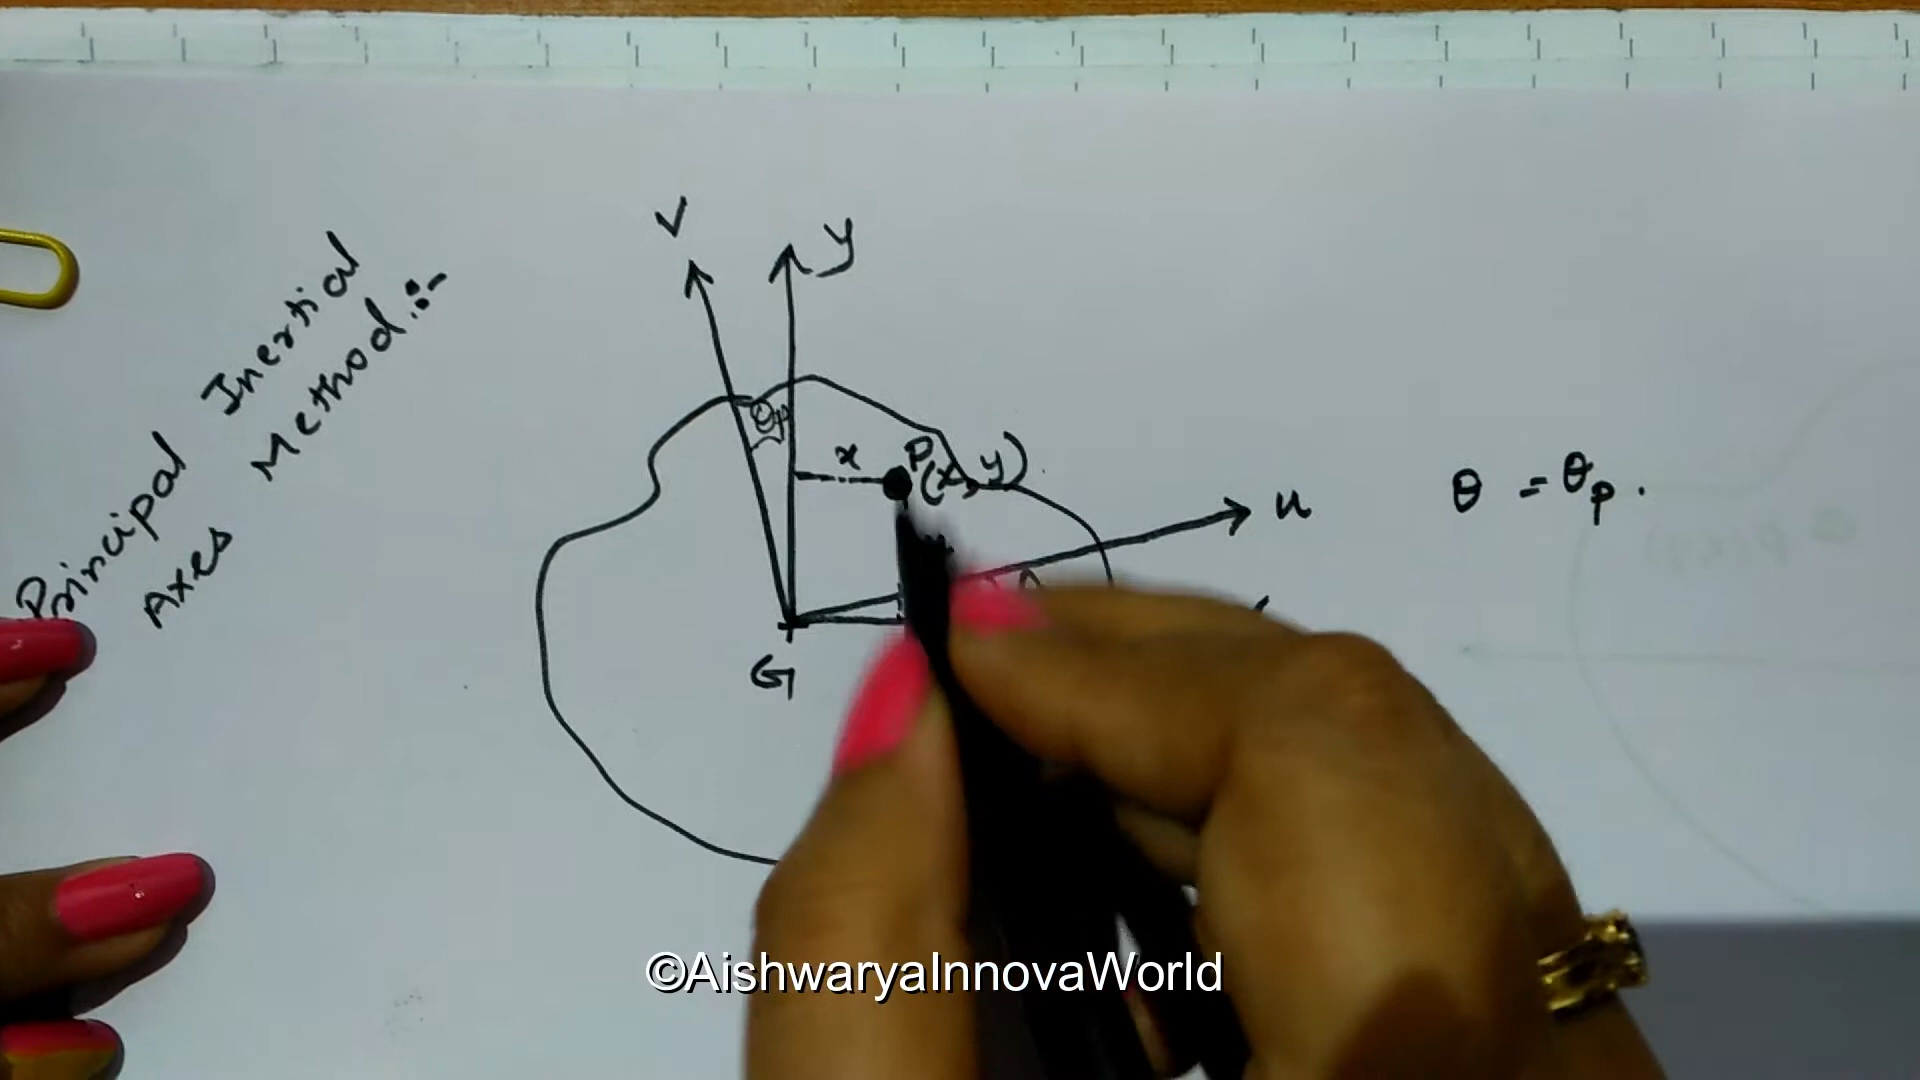 Principal Inertial
Axes Method :-
V
y
θp
x
P
(x, y)
u
θ = θp.
G
©AishwaryaInnovaWorld